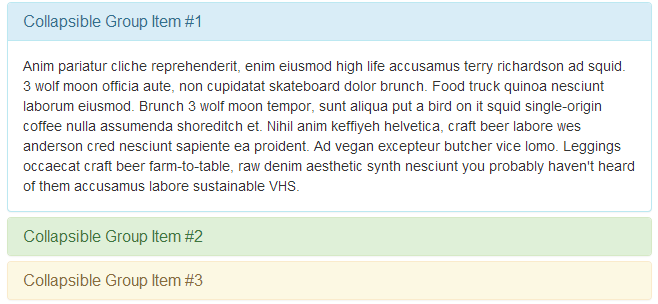 Collapsible Group Item #1
Anim pariatur cliche reprehenderit, enim eiusmod high life accusamus terry richardson ad squid.
3 wolf moon officia aute, non cupidatat skateboard dolor brunch. Food truck quinoa nesciunt
laborum eiusmod. Brunch 3 wolf moon tempor, sunt aliqua put a bird on it squid single-origin
coffee nulla assumenda shoreditch et. Nihil anim keffiyeh helvetica, craft beer labore wes
anderson cred nesciunt sapiente ea proident. Ad vegan excepteur butcher vice lomo. Leggings
occaecat craft beer farm-to-table, raw denim aesthetic synth nesciunt you probably haven't heard
of them accusamus labore sustainable VHS.
Collapsible Group Item #2
Collapsible Group Item #3